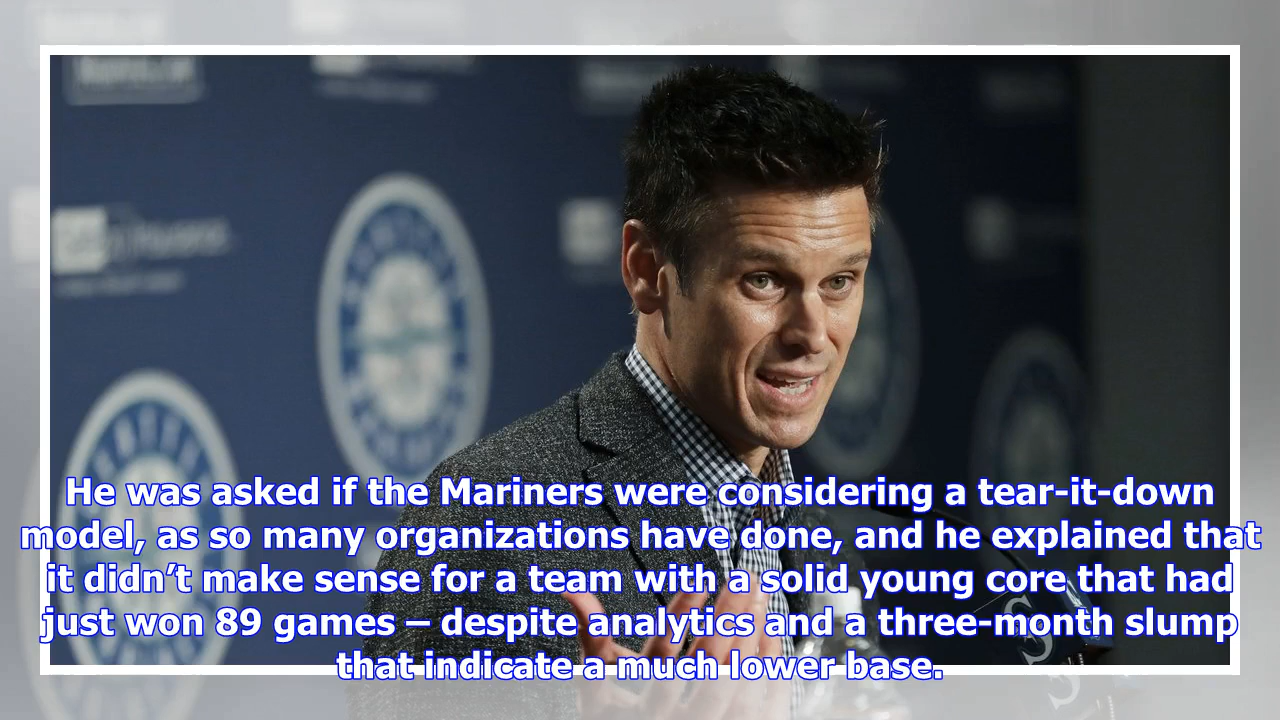 He was asked if the Mariners were considering a tear-it-down
model, as so many organizations have done, and he explained that
it didn’t make sense for a team with a solid young core that had
just won 89 games – despite analytics and a three-month slump
that indicate a much lower base.